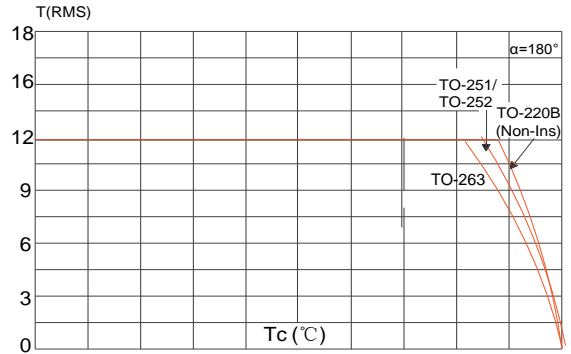 T(RMS)
18
α=180°
16
TO-251/
TO-252
TO-220B
(Non-Ins)
12
TO-263
9
6
3
Tc (℃)
0